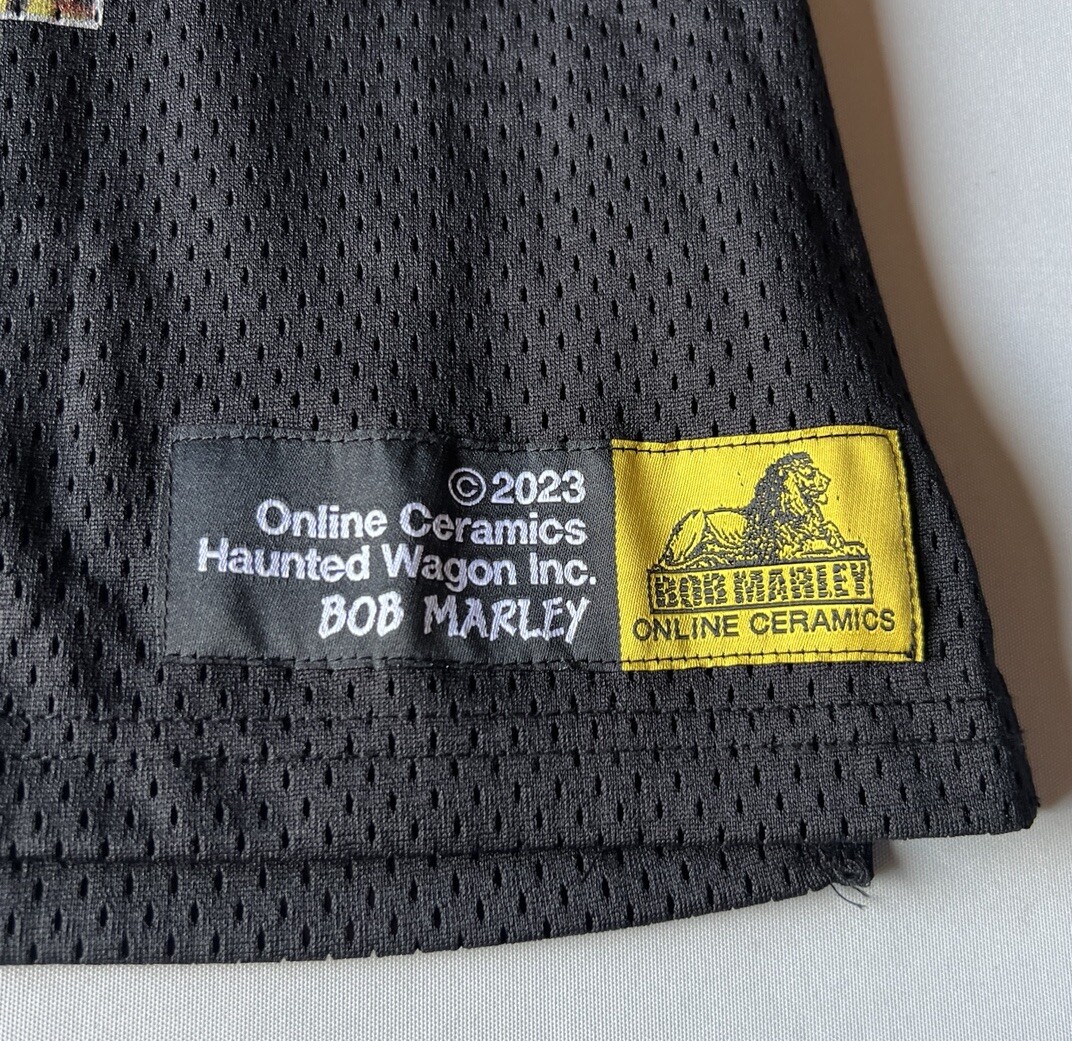 ©2023
Online Ceramics
Haunted Wagon Inc.
BOB MARLEY
BOB MARLEY
ONLINE CERAMICS